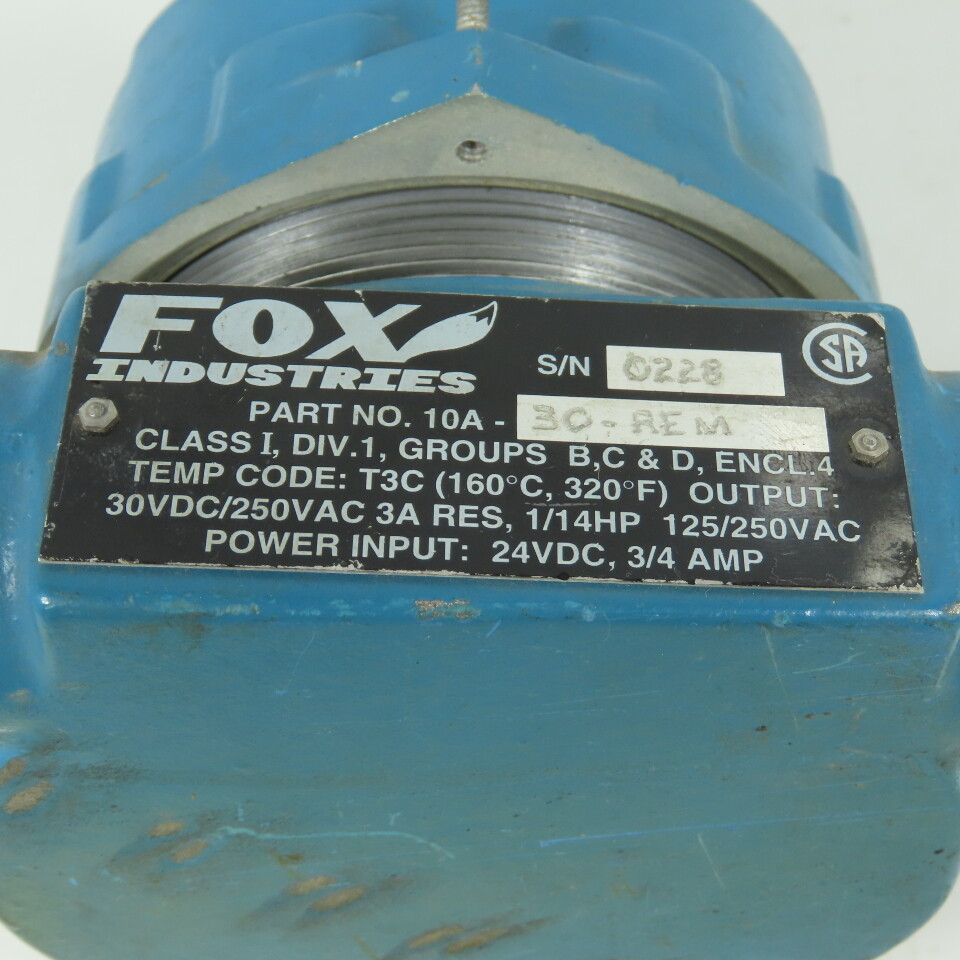 FOX
INDUSTRIES
S/N 0228
CSA
PART NO. 10A - 30-REM
CLASS I, DIV.1, GROUPS B,C & D, ENCL.4
TEMP CODE: T3C (160°C, 320°F) OUTPUT:
30VDC/250VAC 3A RES, 1/14HP 125/250VAC
POWER INPUT: 24VDC, 3/4 AMP